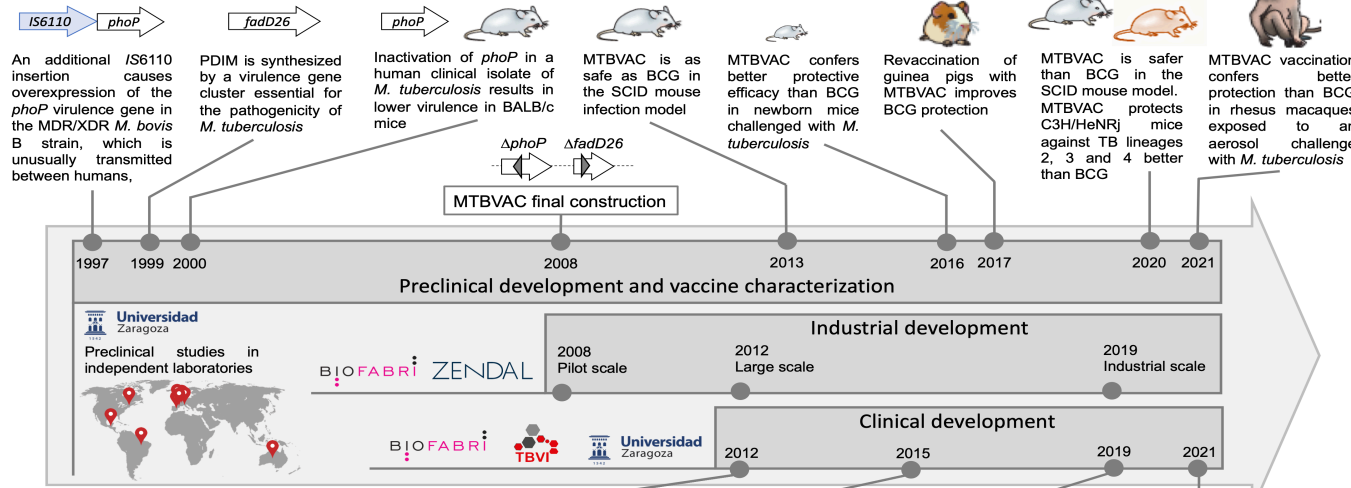 IS6110 phoP
fadD26
phoP
An additional IS6110
insertion causes
overexpression of the
phoP virulence gene in
the MDR/XDR M. bovis
B strain, which is
unusually transmitted
between humans,
PDIM is synthesized
by a virulence gene
cluster essential for
the pathogenicity of
M. tuberculosis
Inactivation of phoP in a
human clinical isolate of
M. tuberculosis results in
lower virulence in BALB/c
mice
MTBVAC is as
safe as BCG in
the SCID mouse
infection model
MTBVAC confers
better protective
efficacy than BCG
in newborn mice
challenged with M.
tuberculosis
Revaccination of
guinea pigs with
MTBVAC improves
BCG protection
MTBVAC is safer
than BCG in the
SCID mouse model.
MTBVAC protects
C3H/HeNRj mice
against TB lineages
2, 3 and 4 better
than BCG
MTBVAC vaccination
confers better
protection than BCG
in rhesus macaques
exposed to an
aerosol challenge
with M. tuberculosis
ΔphoP ΔfadD26
MTBVAC final construction
1997 1999 2000 2008 2013 2016 2017 2020 2021
Preclinical development and vaccine characterization
Universidad
Zaragoza
1542
Preclinical studies in
independent laboratories
BIOFABRI ZENDAL
Industrial development
2008
Pilot scale
2012
Large scale
2019
Industrial scale
BIOFABRI
TBVI
Universidad
Zaragoza
1542
Clinical development
2012 2015 2019 2021